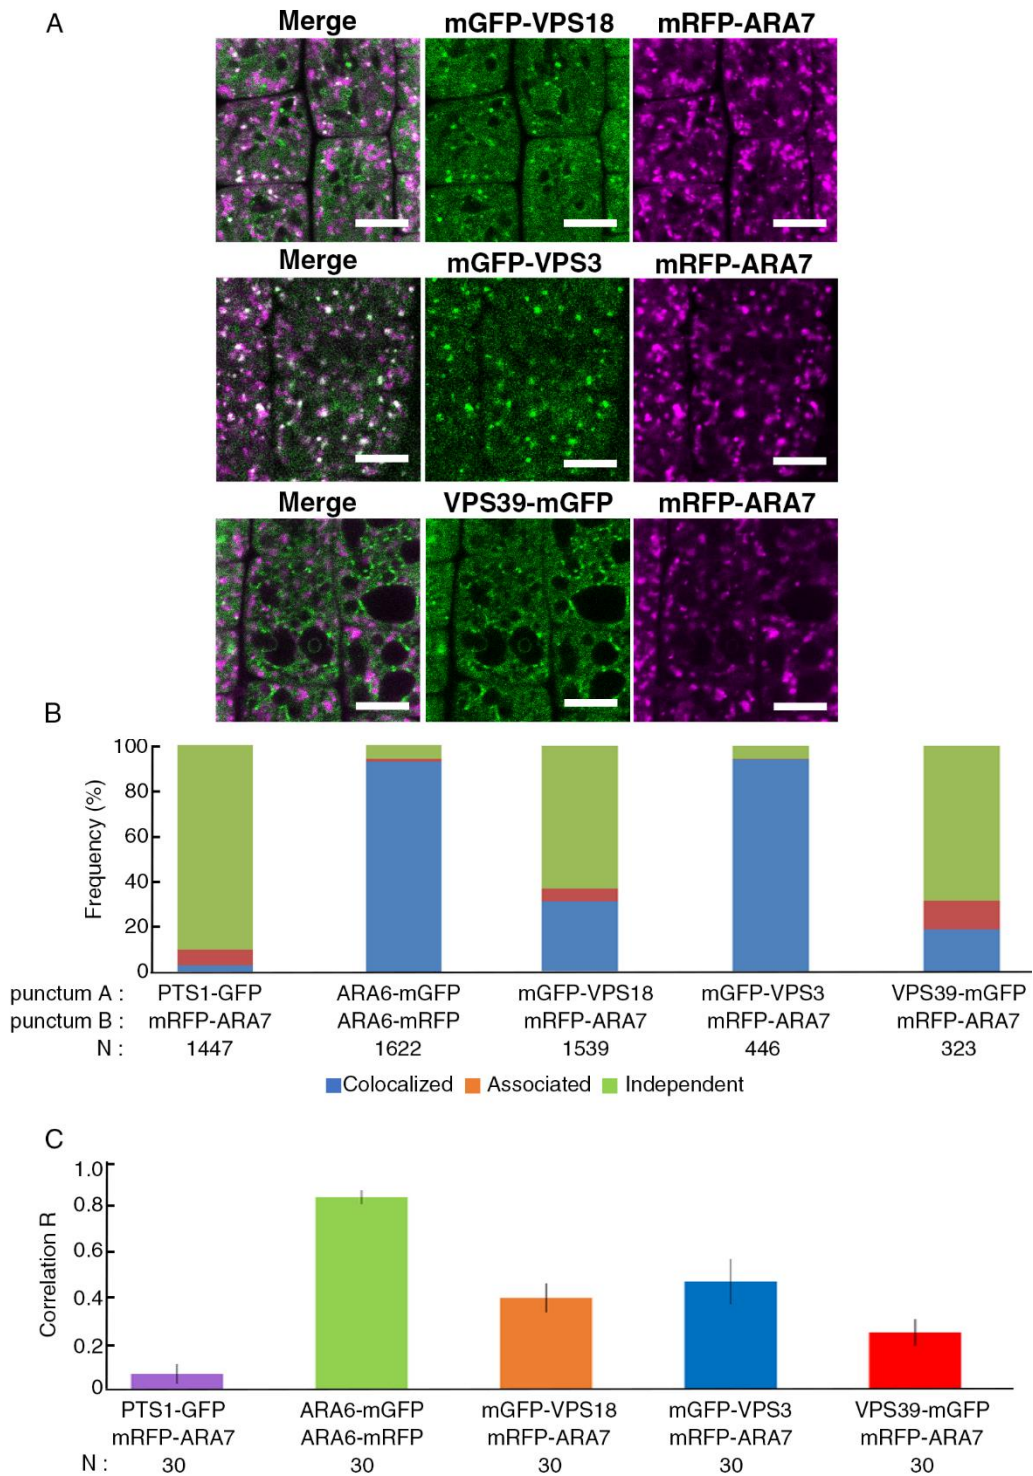 A
Merge mGFP-VPS18 mRFP-ARA7
Merge mGFP-VPS3 mRFP-ARA7
Merge VPS39-mGFP mRFP-ARA7
B
Frequency (%)
100
80
60
40
20
0
punctum A : PTS1-GFP ARA6-mGFP mGFP-VPS18 mGFP-VPS3 VPS39-mGFP
punctum B : mRFP-ARA7 ARA6-mRFP mRFP-ARA7 mRFP-ARA7 mRFP-ARA7
N : 1447 1622 1539 446 323
Colocalized Associated Independent
C
Correlation R
1.0
0.8
0.6
0.4
0.2
0
PTS1-GFP ARA6-mGFP mGFP-VPS18 mGFP-VPS3 VPS39-mGFP
mRFP-ARA7 ARA6-mRFP mRFP-ARA7 mRFP-ARA7 mRFP-ARA7
N : 30 30 30 30 30